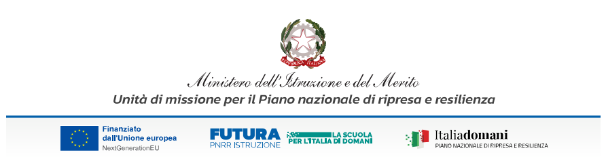 Ministero dell'Istruzione e del Merito
Unità di missione per il Piano nazionale di ripresa e resilienza
Finanziato
dall'Unione europea
NextGenerationEU
FUTURA
PNRR ISTRUZIONE
LA SCUOLA
PER L'ITALIA DI DOMANI
Italiadomani
PIANO NAZIONALE DI RIPRESA E RESILIENZA